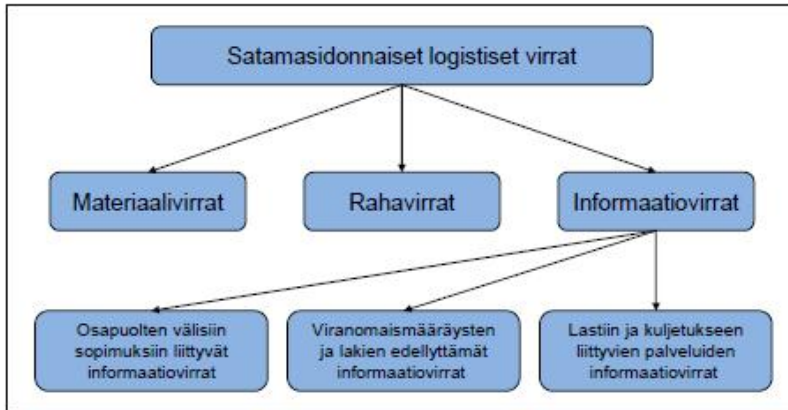 Satamasidonnaiset logistiset virrat
Materiaalivirrat
Rahavirrat
Informaatiovirrat
Osapuolten välisiin
sopimuksiin liittyvät
informaatiovirrat
Viranomaismääräysten
ja lakien edellyttämät
informaatiovirrat
Lastiin ja kuljetukseen
liittyvien palveluiden
informaatiovirrat